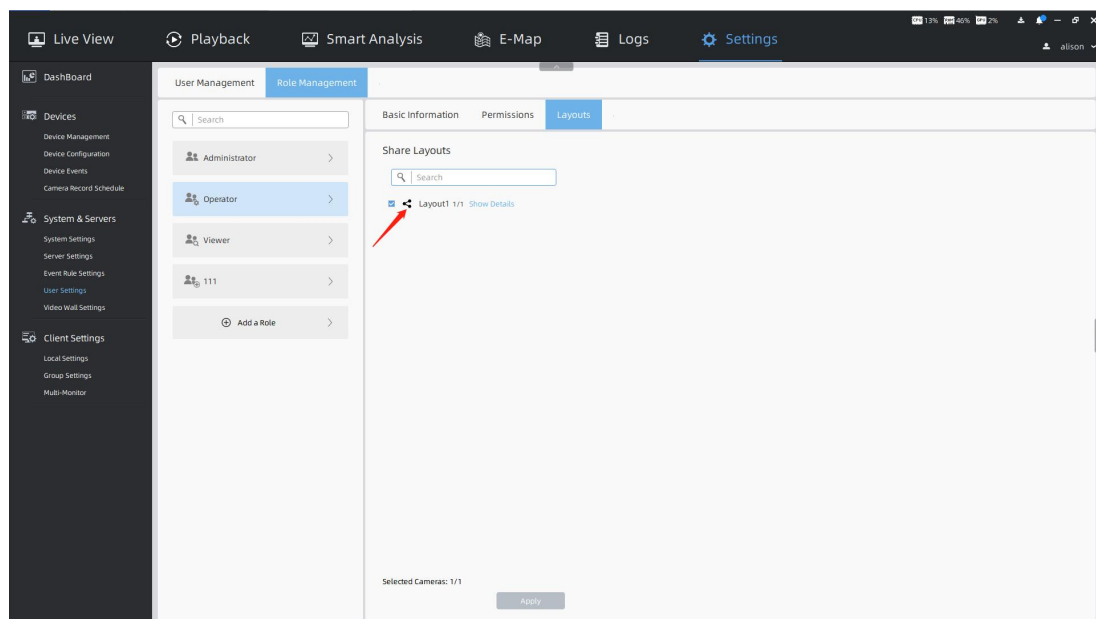 CPU 13% RAM 46% GPU 2%
Live View Playback Smart Analysis E-Map Logs Settings
alison
DashBoard
Devices
Device Management
Device Configuration
Device Events
Camera Record Schedule
System & Servers
System Settings
Server Settings
Event Rule Settings
User Settings
Video Wall Settings
Client Settings
Local Settings
Group Settings
Multi-Monitor
User Management Role Management
Search
Administrator
Operator
Viewer
111
Add a Role
Basic Information Permissions Layouts
Share Layouts
Search
Layout1 1/1 Show Details
Selected Cameras: 1/1
Apply